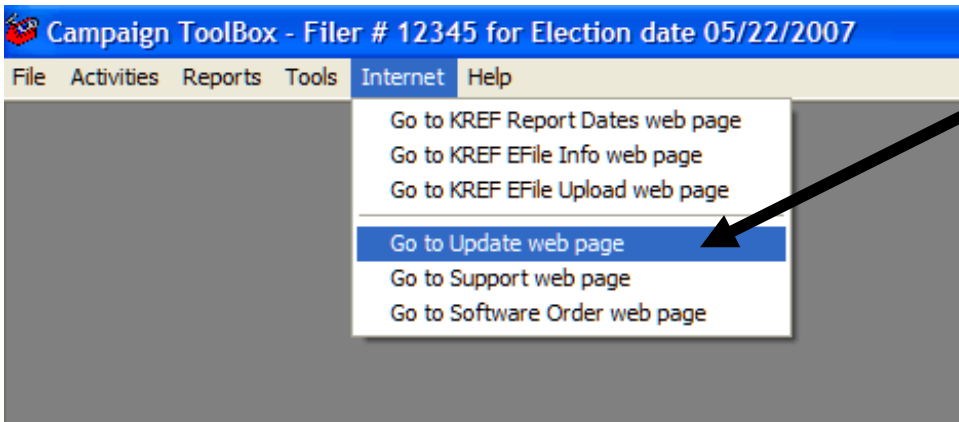 Campaign ToolBox - Filer # 12345 for Election date 05/22/2007
File Activities Reports Tools Internet Help
Go to KREF Report Dates web page
Go to KREF EFile Info web page
Go to KREF EFile Upload web page
Go to Update web page
Go to Support web page
Go to Software Order web page